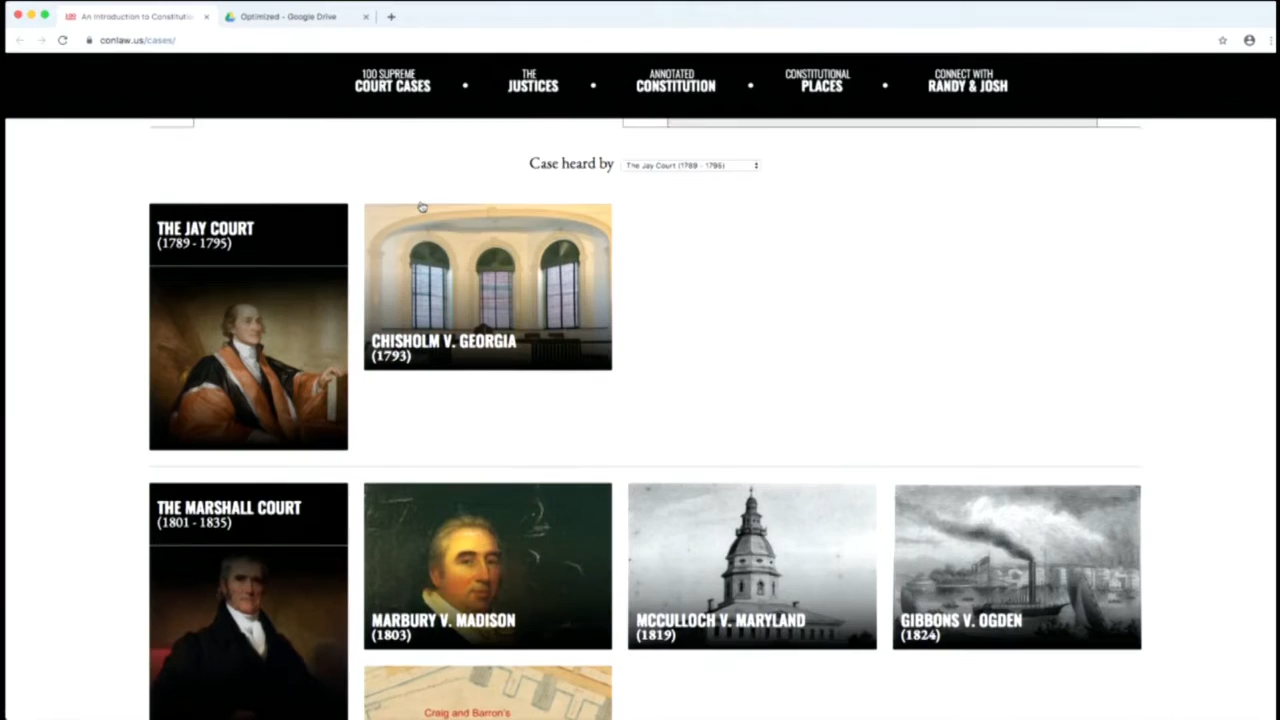 An Introduction to Constitutio
Optimized - Google Drive
conlaw.us/cases/
100 SUPREME
COURT CASES
THE
JUSTICES
ANNOTATED
CONSTITUTION
CONSTITUTIONAL
PLACES
CONNECT WITH
RANDY & JOSH
Case heard by
The Jay Court (1789 - 1795)
THE JAY COURT
(1789 - 1795)
CHISHOLM V. GEORGIA
(1793)
THE MARSHALL COURT
(1801 - 1835)
MARBURY V. MADISON
(1803)
MCCULLOCH V. MARYLAND
(1819)
GIBBONS V. OGDEN
(1824)
Craig and Barron's